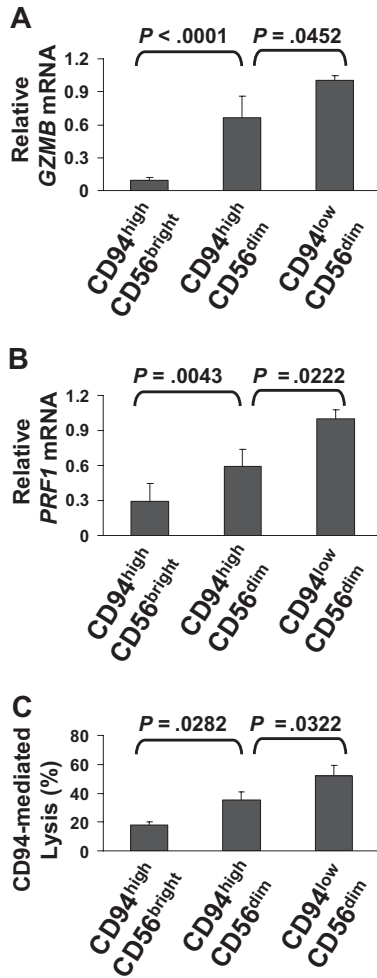 A
P < .0001 P = .0452
Relative
GZMB mRNA
1.2
0.9
0.6
0.3
0
CD94high
CD56bright
CD94high
CD56dim
CD94low
CD56dim
B
P = .0043 P = .0222
Relative
PRF1 mRNA
1.2
0.9
0.6
0.3
0
CD94high
CD56bright
CD94high
CD56dim
CD94low
CD56dim
C
P = .0282 P = .0322
CD94-mediated
Lysis (%)
80
60
40
20
0
CD94high
CD56bright
CD94high
CD56dim
CD94low
CD56dim